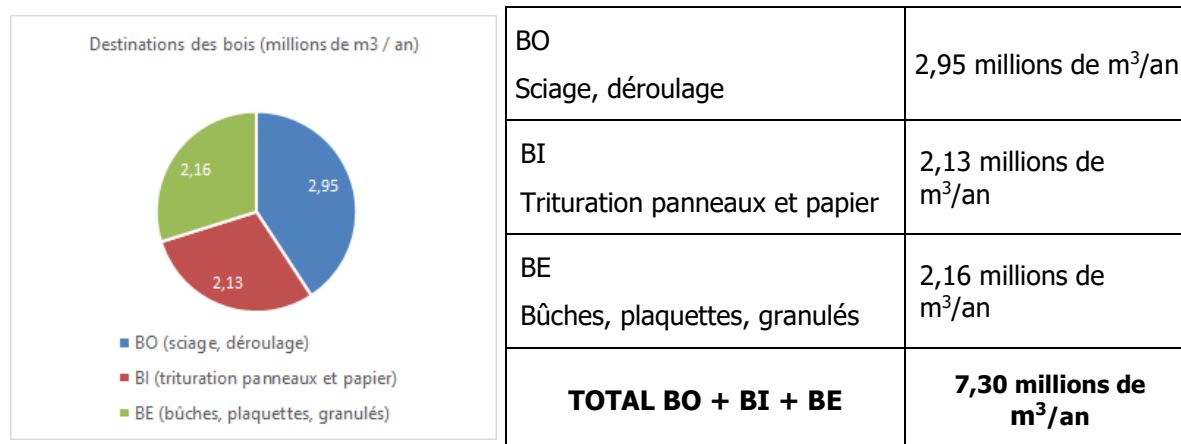 Destinations des bois (millions de m3 / an)
2,16
2,95
2,13
BO (sciage, déroulage)
BI (trituration panneaux et papier)
BE (bûches, plaquettes, granulés)
BO
Sciage, déroulage
2,95 millions de m³/an
BI
Trituration panneaux et papier
2,13 millions de
m³/an
BE
Bûches, plaquettes, granulés
2,16 millions de
m³/an
TOTAL BO + BI + BE
7,30 millions de
m³/an